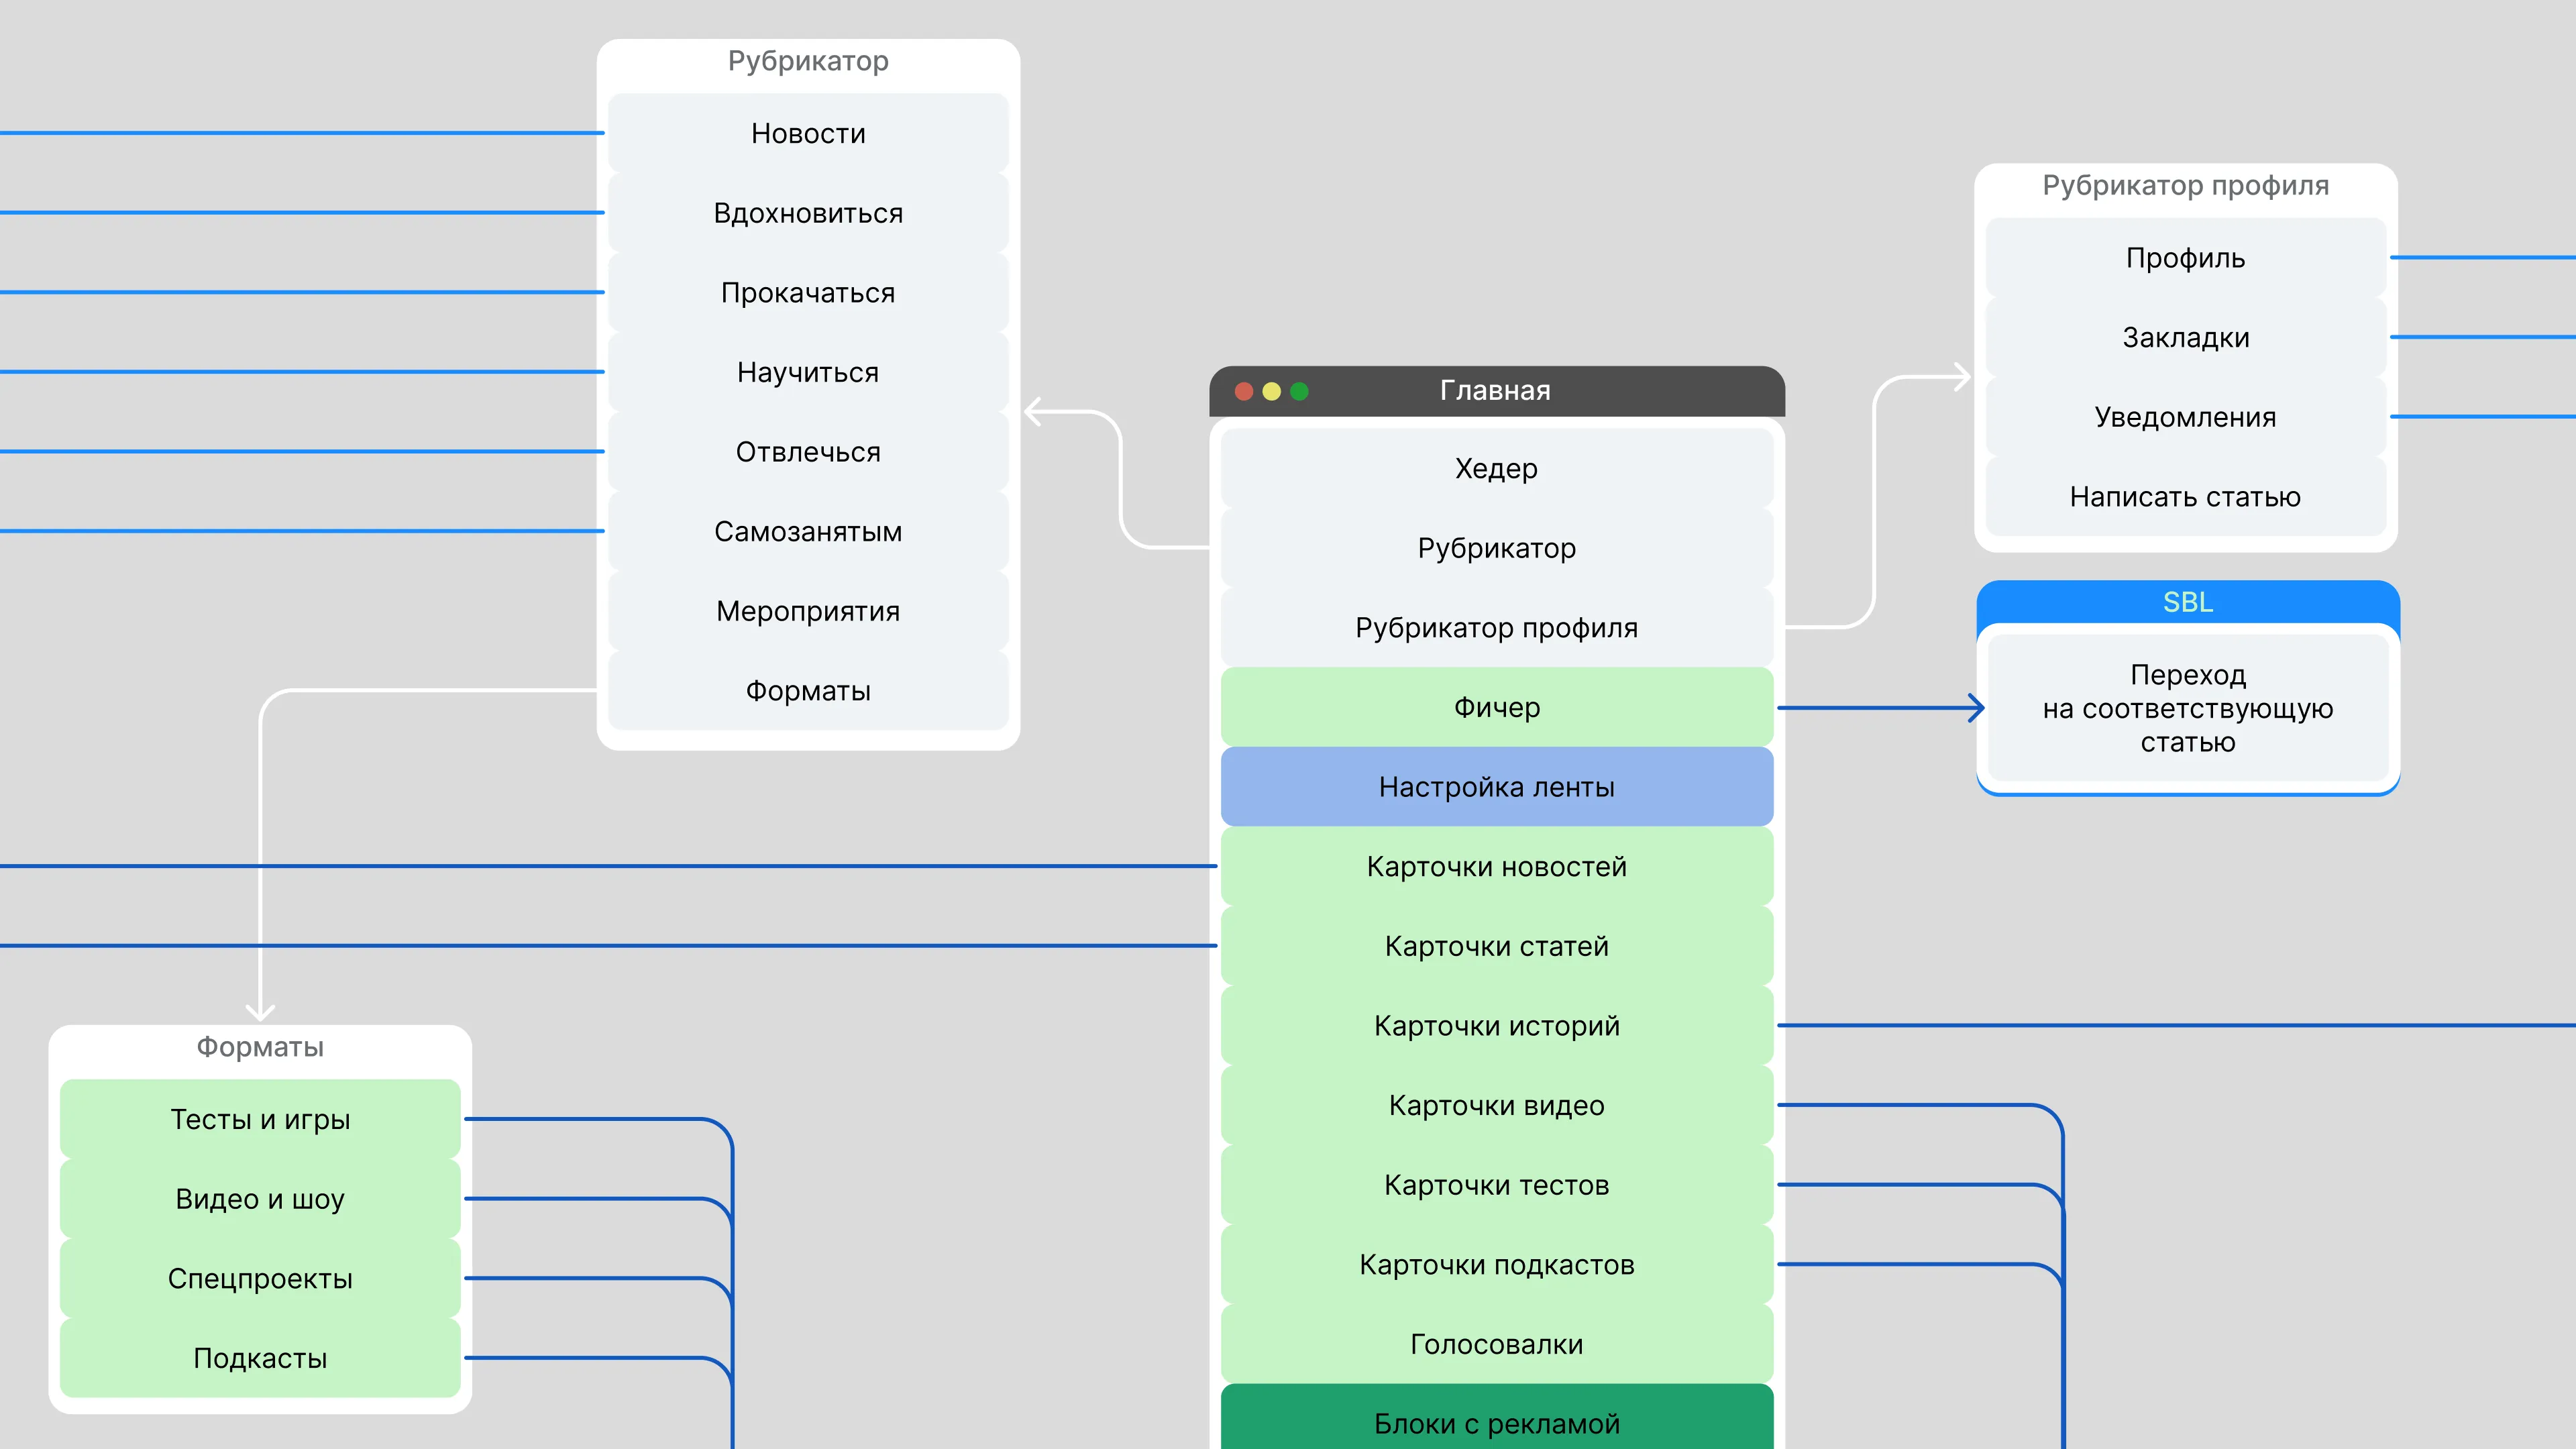 Рубрикатор
Новости
Вдохновиться
Прокачаться
Научиться
Отвлечься
Самозанятым
Мероприятия
Форматы
Рубрикатор профиля
Профиль
Закладки
Уведомления
Написать статью
SBL
Переход
на соответствующую
статью
Главная
Хедер
Рубрикатор
Рубрикатор профиля
Фичер
Настройка ленты
Карточки новостей
Карточки статей
Карточки историй
Карточки видео
Карточки тестов
Карточки подкастов
Голосовалки
Блоки с рекламой
Форматы
Тесты и игры
Видео и шоу
Спецпроекты
Подкасты